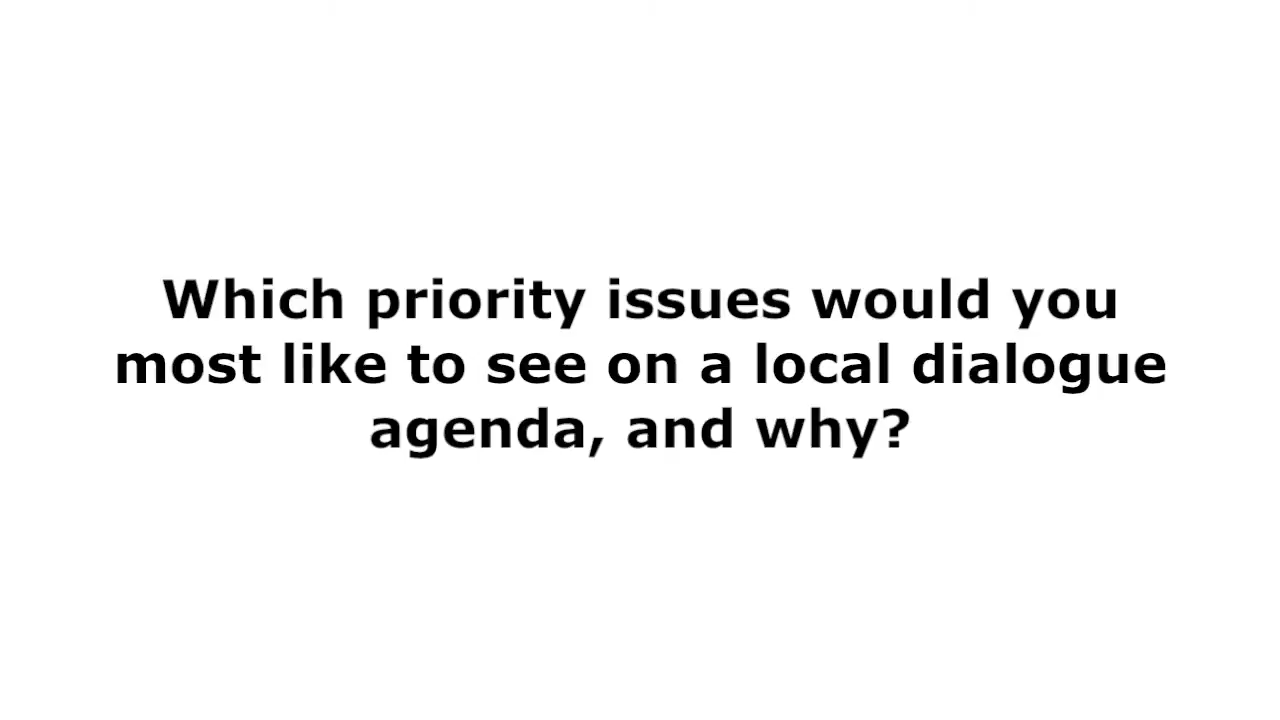 Which priority issues would you
most like to see on a local dialogue
agenda, and why?